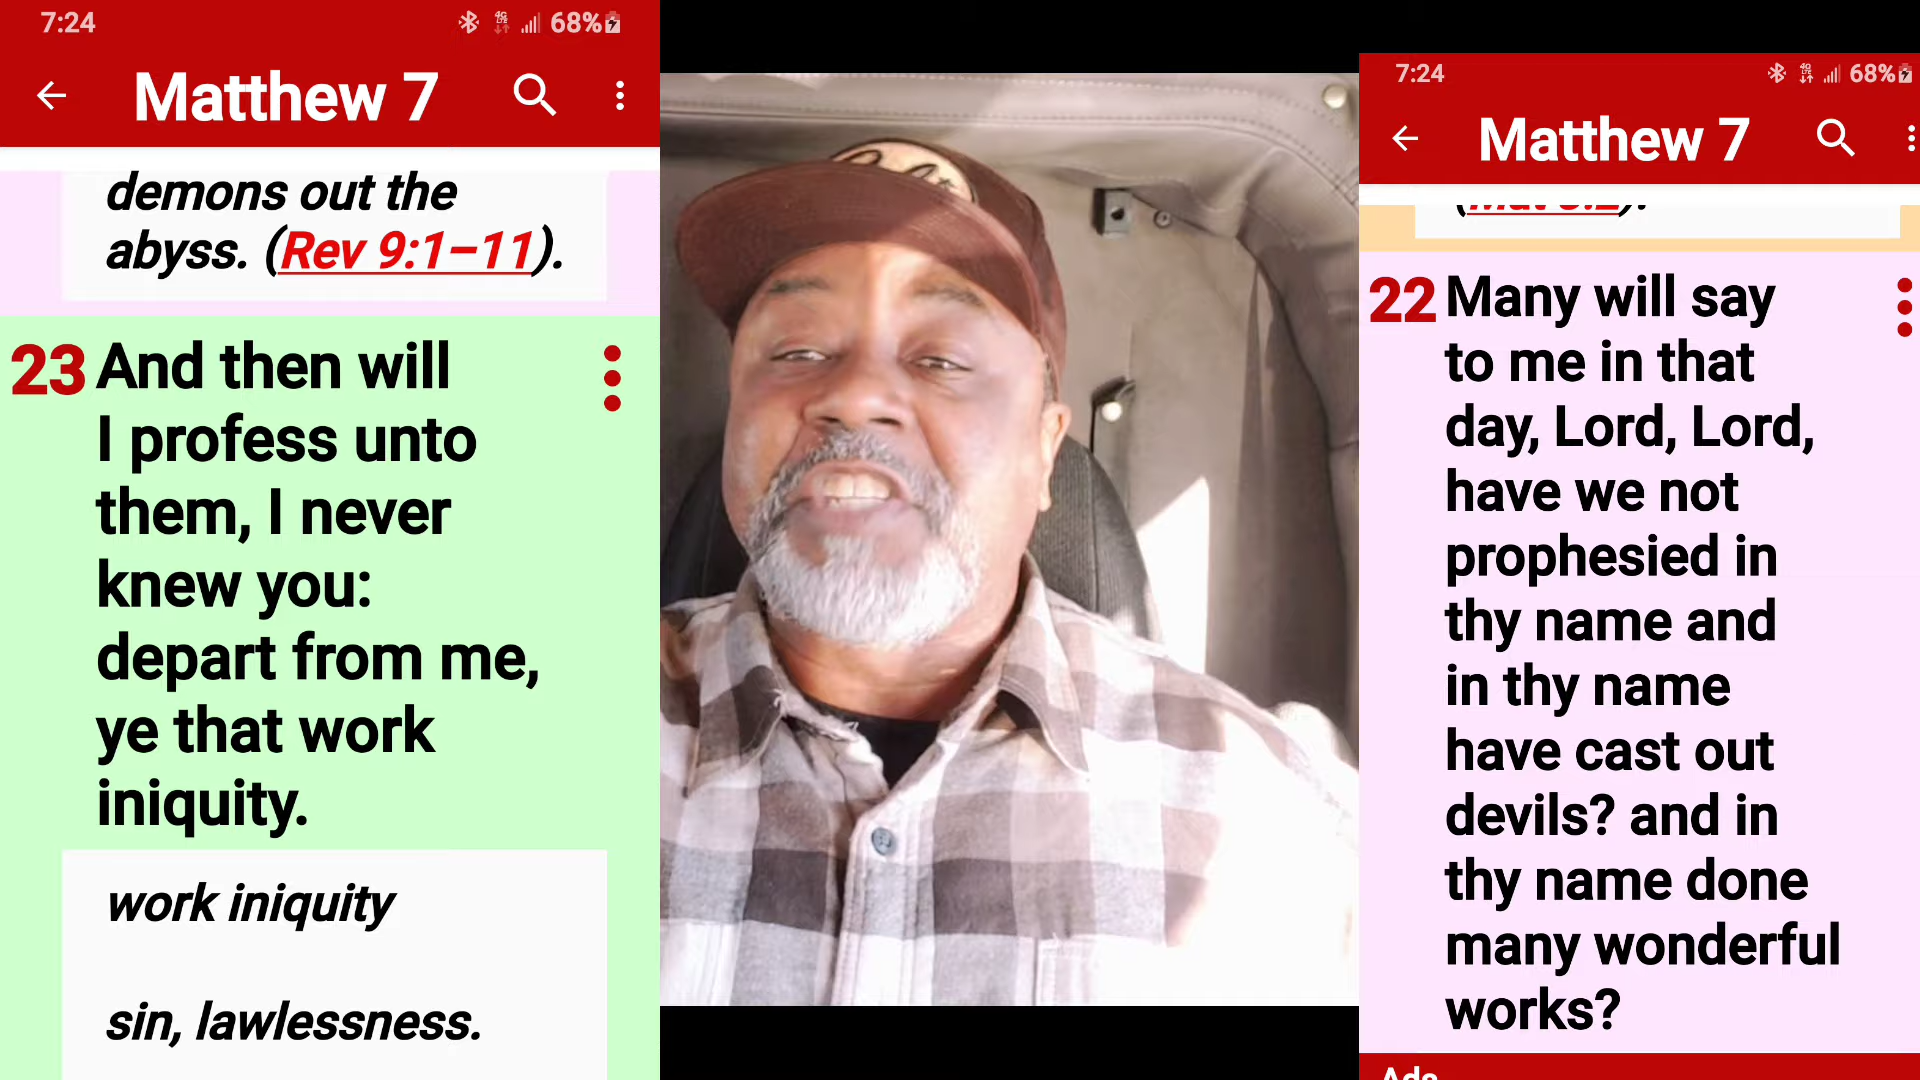 7:24
68%
Matthew 7
demons out the
abyss. (Rev 9:1–11).
23 And then will
I profess unto
them, I never
knew you:
depart from me,
ye that work
iniquity.
work iniquity
sin, lawlessness.
7:24
68%
Matthew 7
22 Many will say
to me in that
day, Lord, Lord,
have we not
prophesied in
thy name and
in thy name
have cast out
devils? and in
thy name done
many wonderful
works?